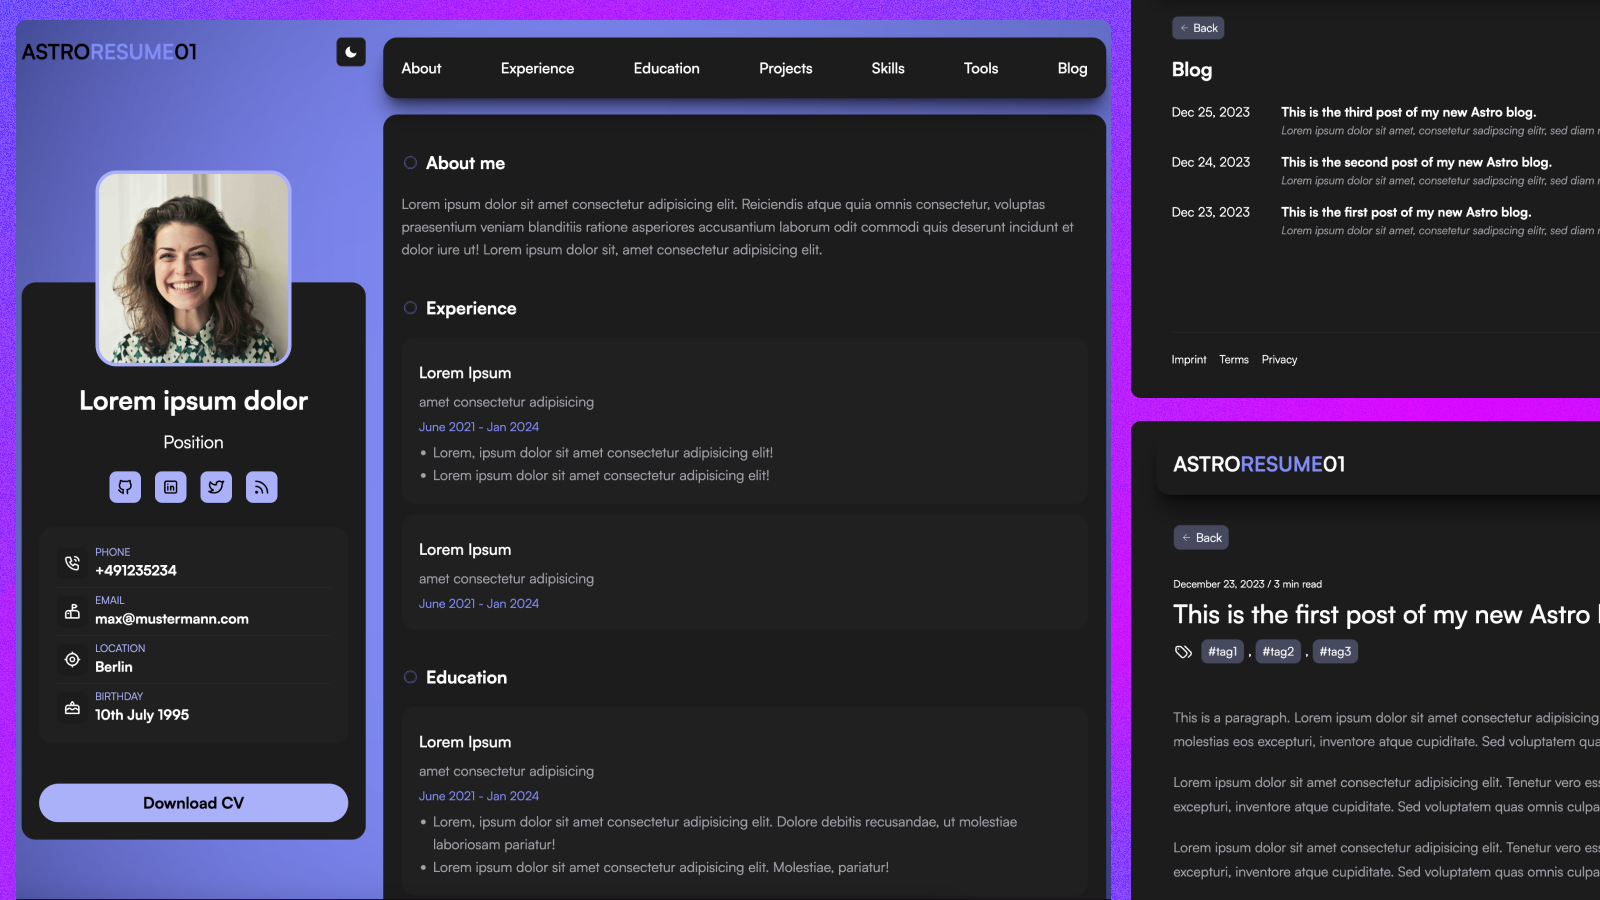 ASTRORESUME01
About Experience Education Projects Skills Tools Blog
Lorem ipsum dolor
Position
PHONE
+491235234
EMAIL
max@mustermann.com
LOCATION
Berlin
BIRTHDAY
10th July 1995
Download CV
About me
Lorem ipsum dolor sit amet consectetur adipisicing elit. Reiciendis atque quia omnis consectetur, voluptas
praesentium veniam blanditiis ratione asperiores accusantium laborum odit commodi quis deserunt incidunt et
dolor iure ut! Lorem ipsum dolor sit, amet consectetur adipisicing elit.
Experience
Lorem Ipsum
amet consectetur adipisicing
June 2021 - Jan 2024
• Lorem, ipsum dolor sit amet consectetur adipisicing elit!
• Lorem ipsum dolor sit amet consectetur adipisicing elit!
Lorem Ipsum
amet consectetur adipisicing
June 2021 - Jan 2024
Education
Lorem Ipsum
amet consectetur adipisicing
June 2021 - Jan 2024
• Lorem, ipsum dolor sit amet consectetur adipisicing elit. Dolore debitis recusandae, ut molestiae
laboriosam pariatur!
• Lorem ipsum dolor sit amet consectetur adipisicing elit. Molestiae, pariatur!
← Back
Blog
Dec 25, 2023 This is the third post of my new Astro blog.
Lorem ipsum dolor sit amet, consetetur sadipscing elitr, sed diam
Dec 24, 2023 This is the second post of my new Astro blog.
Lorem ipsum dolor sit amet, consetetur sadipscing elitr, sed diam
Dec 23, 2023 This is the first post of my new Astro blog.
Lorem ipsum dolor sit amet, consetetur sadipscing elitr, sed diam
Imprint Terms Privacy
ASTRORESUME01
← Back
December 23, 2023 / 3 min read
This is the first post of my new Astro
#tag1 , #tag2 , #tag3
This is a paragraph. Lorem ipsum dolor sit amet consectetur adipisicing
molestias eos excepturi, inventore atque cupiditate. Sed voluptatem qua
Lorem ipsum dolor sit amet consectetur adipisicing elit. Tenetur vero es
excepturi, inventore atque cupiditate. Sed voluptatem quas omnis culpa
Lorem ipsum dolor sit amet consectetur adipisicing elit. Tenetur vero es
excepturi, inventore atque cupiditate. Sed voluptatem quas omnis culpa